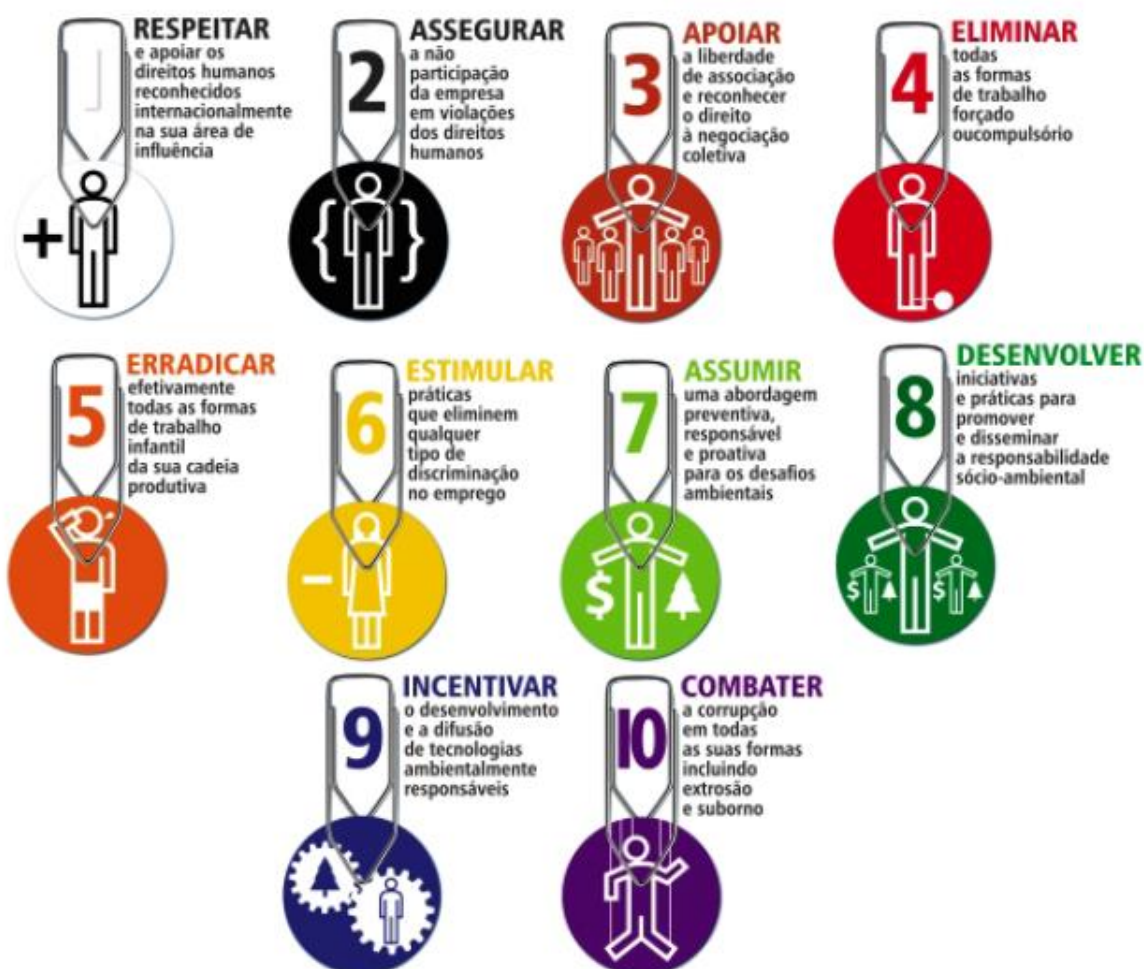 RESPEITAR
e apoiar os
direitos humanos
reconhecidos
internacionalmente
na sua área de
influência
2
ASSEGURAR
a não
participação
da empresa
em violações
dos direitos
humanos
3
APOIAR
a liberdade
de associação
e reconhecer
o direito
à negociação
coletiva
4
ELIMINAR
todas
as formas
de trabalho
forçado
oucompulsório
5
ERRADICAR
efetivamente
todas as formas
de trabalho
infantil
da sua cadeia
produtiva
6
ESTIMULAR
práticas
que eliminem
qualquer
tipo de
discriminação
no emprego
7
ASSUMIR
uma abordagem
preventiva,
responsável
e proativa
para os desafios
ambientais
$
8
DESENVOLVER
iniciativas
e práticas para
promover
e disseminar
a responsabilidade
sócio-ambiental
$ $
9
INCENTIVAR
o desenvolvimento
e a difusão
de tecnologias
ambientalmente
responsáveis
10
COMBATER
a corrupção
em todas
as suas formas
incluindo
extrosão
e suborno